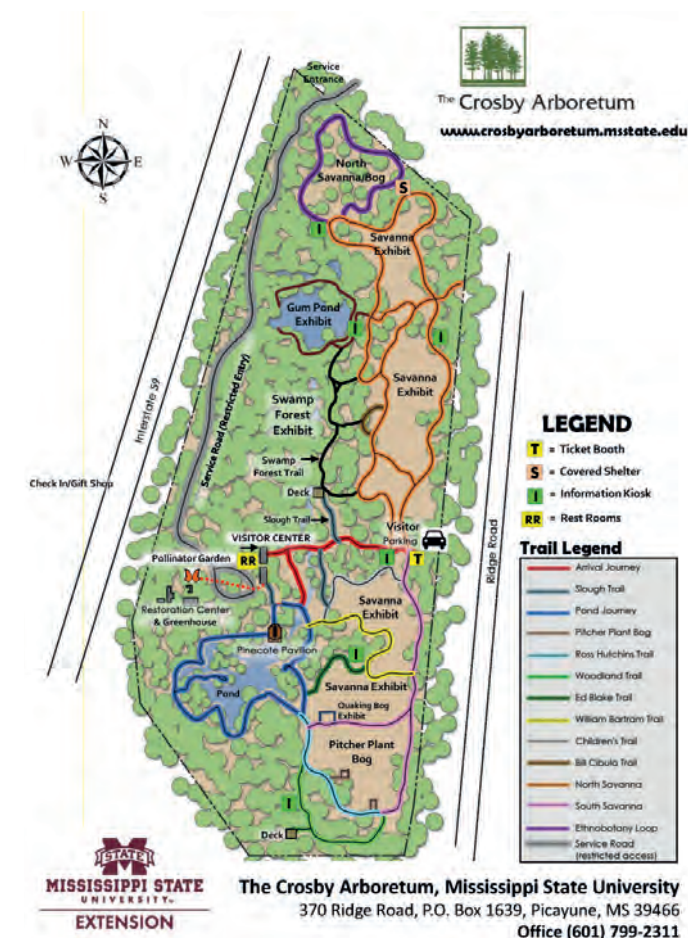 The Crosby Arboretum
www.crosbyarboretum.msstate.edu
N
W E
S
Service
Entrance
North
Savanna/Bog
S
I
Savanna
Exhibit
Gum Pond
Exhibit
I
I
Savanna
Exhibit
Interstate 59
Service Road (Restricted Entry)
Swamp
Forest
Exhibit
Swamp
Forest Trail
Check In/Gift Shop
Deck
Slough Trail
Visitor
Parking
VISITOR CENTER
RR
I
T
Ridge Road
Pollinator Garden
Restoration Center
& Greenhouse
Savanna
Exhibit
Pinecote Pavilion
I
Pond
Savanna Exhibit
Quaking Bog
Exhibit
Pitcher Plant
Bog
I
Deck
LEGEND
T = Ticket Booth
S = Covered Shelter
I = Information Kiosk
RR = Rest Rooms
Trail Legend
Arrival Journey
Slough Trail
Pond Journey
Pitcher Plant Bog
Ross Hutchins Trail
Woodland Trail
Ed Blake Trail
William Bartram Trail
Children's Trail
Bill Cibula Trail
North Savanna
South Savanna
Ethnobotany Loop
Service Road
(restricted access)
STATE
MISSISSIPPI STATE
UNIVERSITY™
EXTENSION
The Crosby Arboretum, Mississippi State University
370 Ridge Road, P.O. Box 1639, Picayune, MS 39466
Office (601) 799-2311